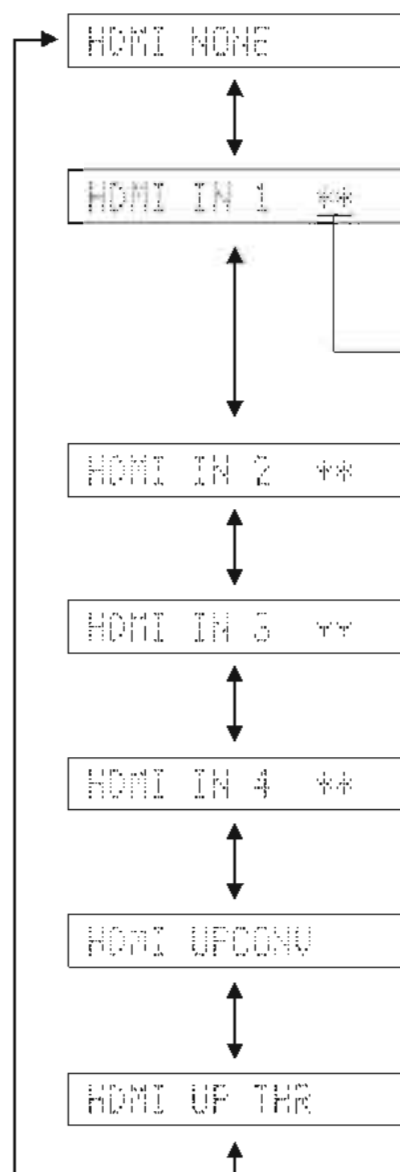 HDMI NONE
HDMI IN 1 **
HDMI IN 2 **
HDMI IN 3 **
HDMI IN 4 **
HDMI UPCONV
HDMI UP THR